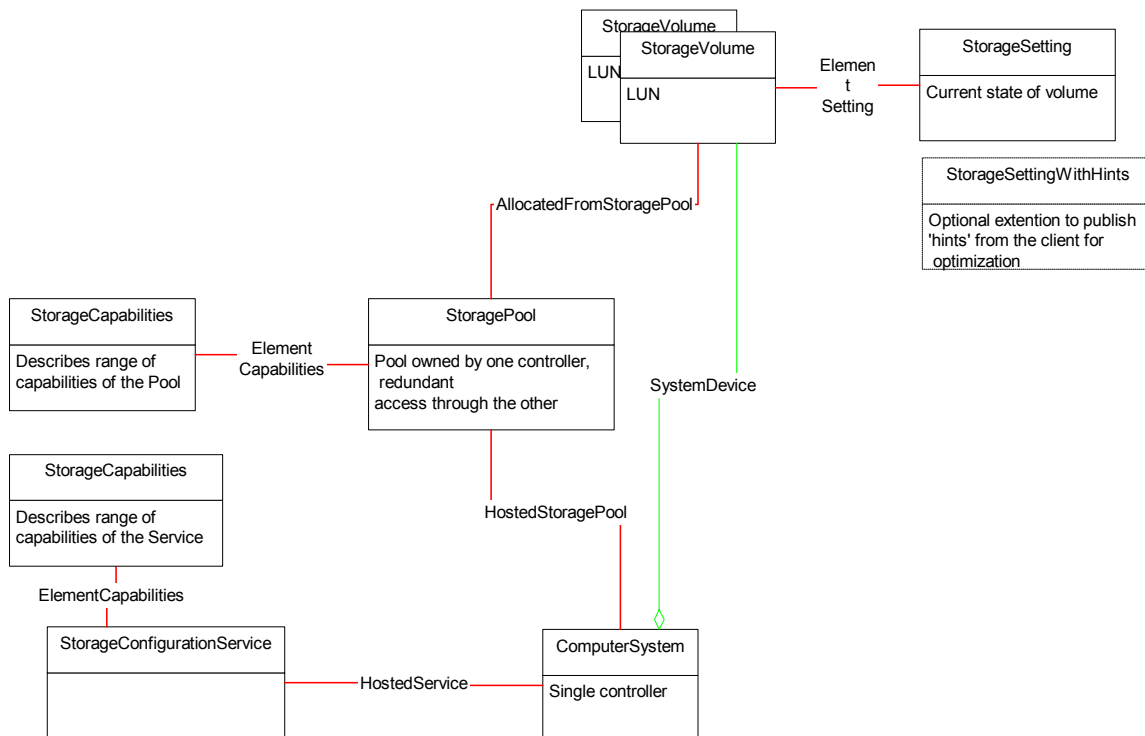 StorageVolume
LUN
StorageVolume
LUN
Elemen
t
Setting
StorageSetting
Current state of volume
StorageSettingWithHints
Optional extention to publish
'hints' from the client for
optimization
AllocatedFromStoragePool
StorageCapabilities
Describes range of
capabilities of the Pool
Element
Capabilities
StoragePool
Pool owned by one controller,
redundant
access through the other
SystemDevice
StorageCapabilities
Describes range of
capabilities of the Service
HostedStoragePool
ElementCapabilities
StorageConfigurationService
HostedService
ComputerSystem
Single controller